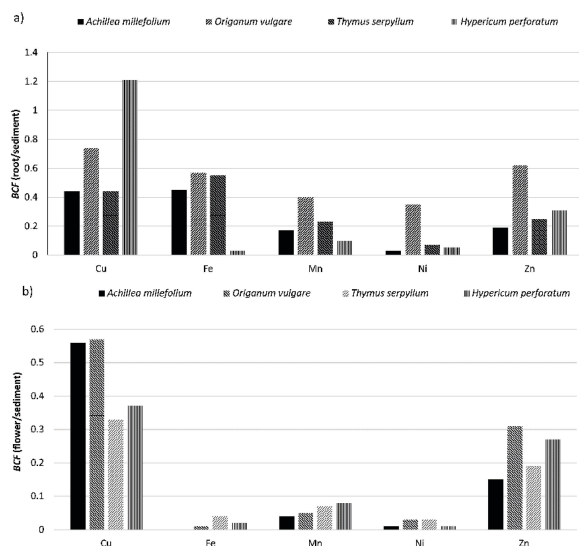 a)
Achillea millefolium Origanum vulgare Thymus serpyllum Hypericum perforatum
1.4
1.2
1
0.8
0.6
0.4
0.2
0
BCF (root/sediment)
Cu Fe Mn Ni Zn
b)
Achillea millefolium Origanum vulgare Thymus serpyllum Hypericum perforatum
0.6
0.5
0.4
0.3
0.2
0.1
0
BCF (flower/sediment)
Cu Fe Mn Ni Zn